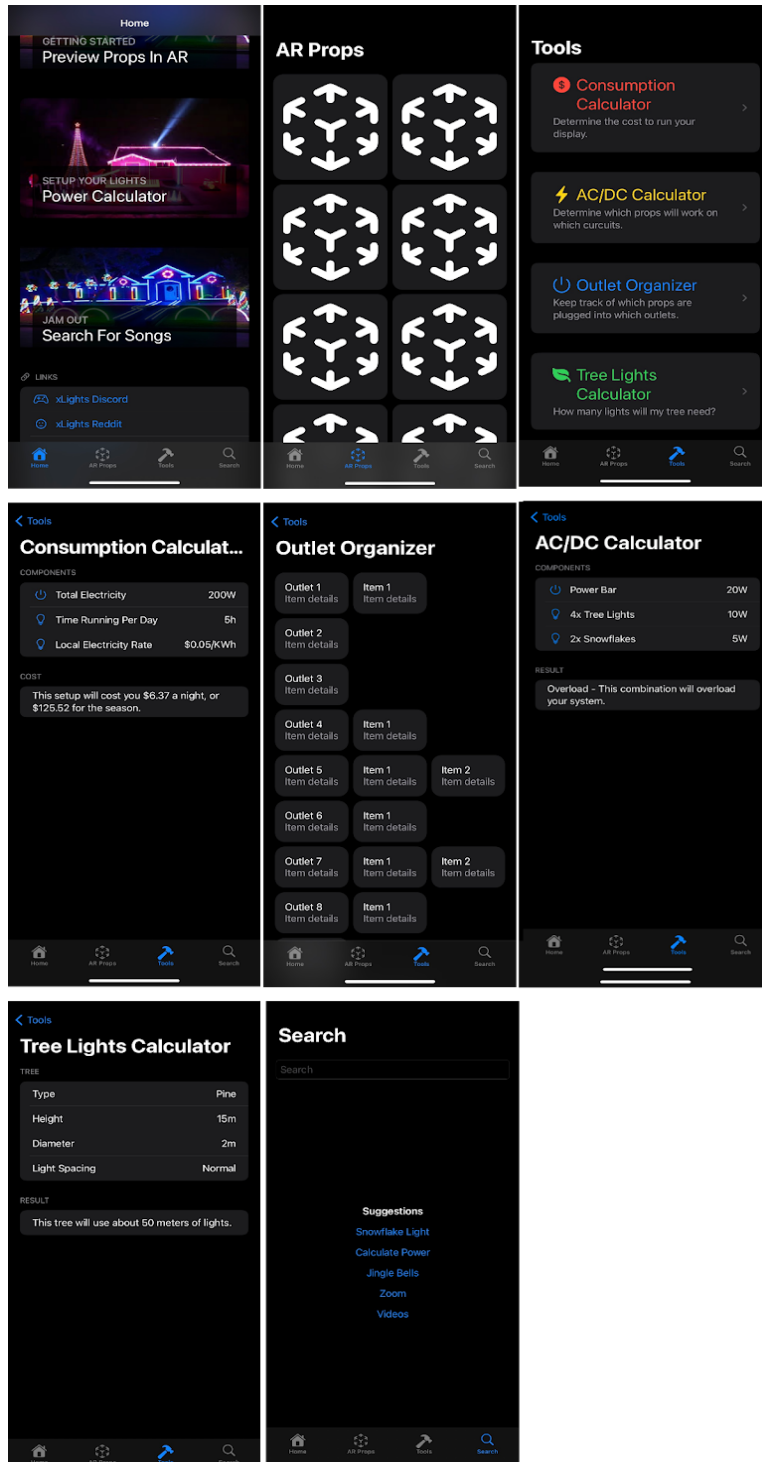 Home
GETTING STARTED
Preview Props In AR
SETUP YOUR LIGHTS
Power Calculator
JAM OUT
Search For Songs
LINKS
xLights Discord
xLights Reddit
Home
AR Props
Tools
Search
AR Props
Home
AR Props
Tools
Search
Tools
Consumption
Calculator
Determine the cost to run your
display.
AC/DC Calculator
Determine which props will work on
which curcuits.
Outlet Organizer
Keep track of which props are
plugged into which outlets.
Tree Lights
Calculator
How many lights will my tree need?
Home
AR Props
Tools
Search
Tools
Consumption Calculat...
COMPONENTS
Total Electricity 200W
Time Running Per Day 5h
Local Electricity Rate $0.05/KWh
COST
This setup will cost you $6.37 a night, or
$125.52 for the season.
Home
AR Props
Tools
Search
Tools
Outlet Organizer
Outlet 1 Item 1
Item details Item details
Outlet 2
Item details
Outlet 3
Item details
Outlet 4 Item 1
Item details Item details
Outlet 5 Item 1 Item 2
Item details Item details Item details
Outlet 6 Item 1
Item details Item details
Outlet 7 Item 1 Item 2
Item details Item details Item details
Outlet 8 Item 1
Item details Item details
Home
AR Props
Tools
Search
Tools
AC/DC Calculator
COMPONENTS
Power Bar 20W
4x Tree Lights 10W
2x Snowflakes 5W
RESULT
Overload - This combination will overload
your system.
Home
AR Props
Tools
Search
Tools
Tree Lights Calculator
TREE
Type Pine
Height 15m
Diameter 2m
Light Spacing Normal
RESULT
This tree will use about 50 meters of lights.
Home
AR Props
Tools
Search
Search
Search
Suggestions
Snowflake Light
Calculate Power
Jingle Bells
Zoom
Videos
Home
AR Props
Tools
Search